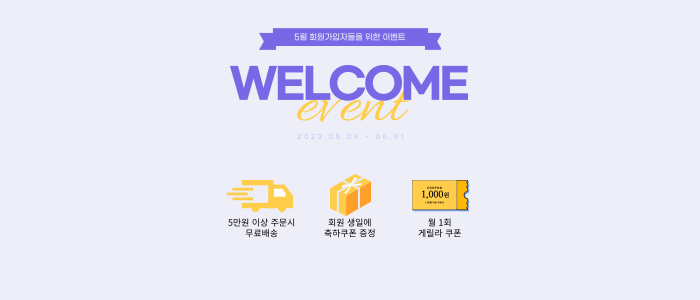 5월 회원가입자들을 위한 이벤트
WELCOME
event
2023.05.04 - 05.31
COUPON
1,000원
5만원 이상 주문시
무료배송
회원 생일에
축하쿠폰 증정
월 1회
게릴라 쿠폰